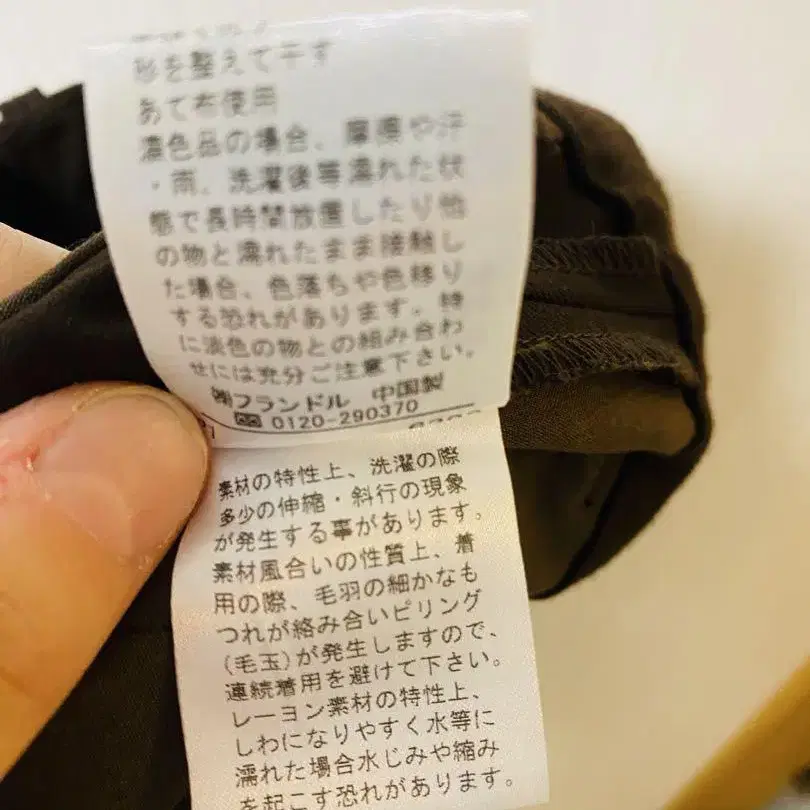 形を整えて干す
あて布使用
濃色品の場合、摩擦や汗
・雨、洗濯後等濡れた状
態で長時間放置したり他
の物と濡れたまま接触し
た場合、色落ちや色移り
する恐れがあります。特
に淡色の物との組み合わ
せには充分ご注意下さい。
㈱フランドル 中国製
0120-290370
素材の特性上、洗濯の際
多少の伸縮・斜行の現象
が発生する事があります。
素材風合いの性質上、着
用の際、毛羽の細かなも
つれが絡み合いピリング
(毛玉)が発生しますので、
連続着用を避けて下さい。
レーヨン素材の特性上、
しわになりやすく水等に
濡れた場合水じみや縮み
を起こす恐れがあります。